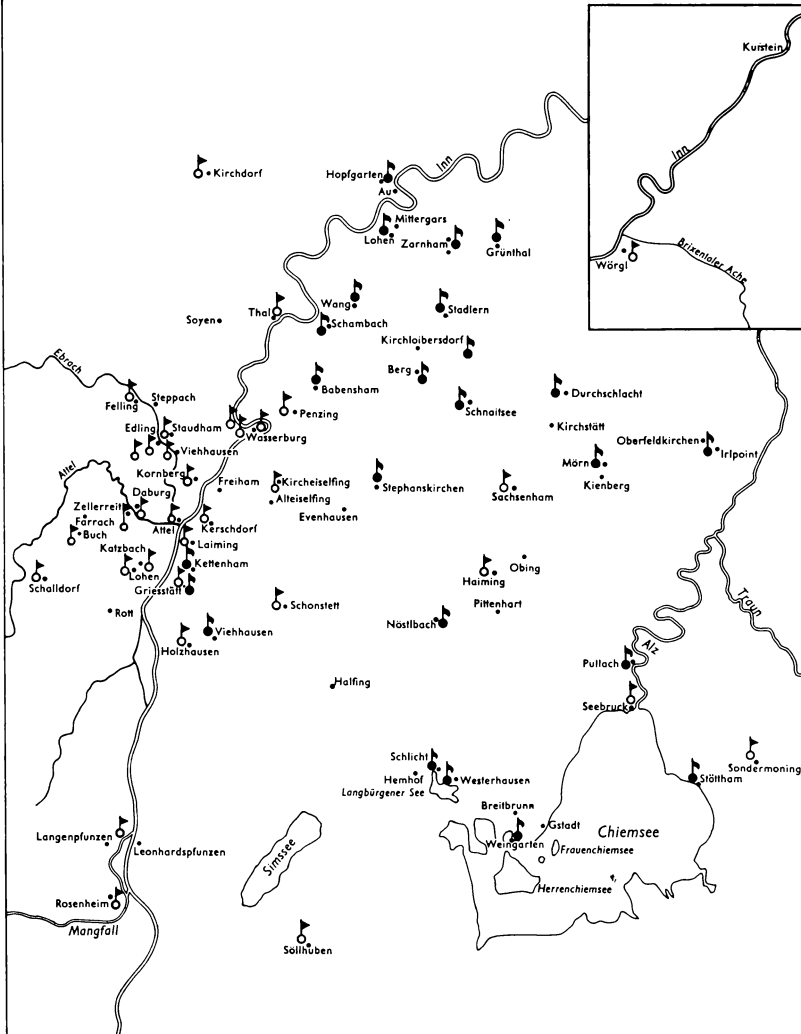 Kufstein
Inn
Brixentaler Ache
Wörgl
Kirchdorf
Hopfgarten
Inn
Au
Mittergars
Lohen
Zarnham
Grünthal
Wang
Thal
Stadlern
Soyen
Schambach
Kirchloibersdorf
Ebrach
Berg
Babensham
Durchschlacht
Felling
Steppach
Penzing
Schnaitsee
Edling
Staudham
Wasserburg
Kirchstätt
Oberfeldkirchen
Irlpoint
Viehhausen
Attel
Kornberg
Mörn
Kienberg
Freiham
Kircheiselfing
Stephanskirchen
Sachsenham
Daburg
Zellerreit
Alteiselfing
Evenhausen
Farrach
Attel
Kerschdorf
Buch
Laiming
Katzbach
Kettenham
Obing
Lohen
Haiming
Schalldorf
Griesstätt
Schonstett
Pittenhart
Traun
Rott
Nöstlbach
Viehhausen
Holzhausen
Alz
Pullach
Halfing
Seebruck
Schlicht
Sondermoning
Hemhof
Westerhausen
Stöttham
Langbürgener See
Breitbrunn
Gstadt
Chiemsee
Langenpfunzen
Weingarten
Leonhardspfunzen
Frauenchiemsee
Simssee
Herrenchiemsee
Rosenheim
Mangfall
Söllhuben